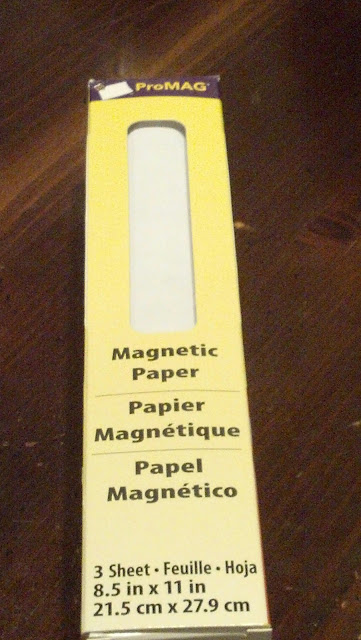 ProMAG®
Magnetic
Paper
Papier
Magnétique
Papel
Magnético
3 Sheet • Feuille • Hoja
8.5 in x 11 in
21.5 cm x 27.9 cm